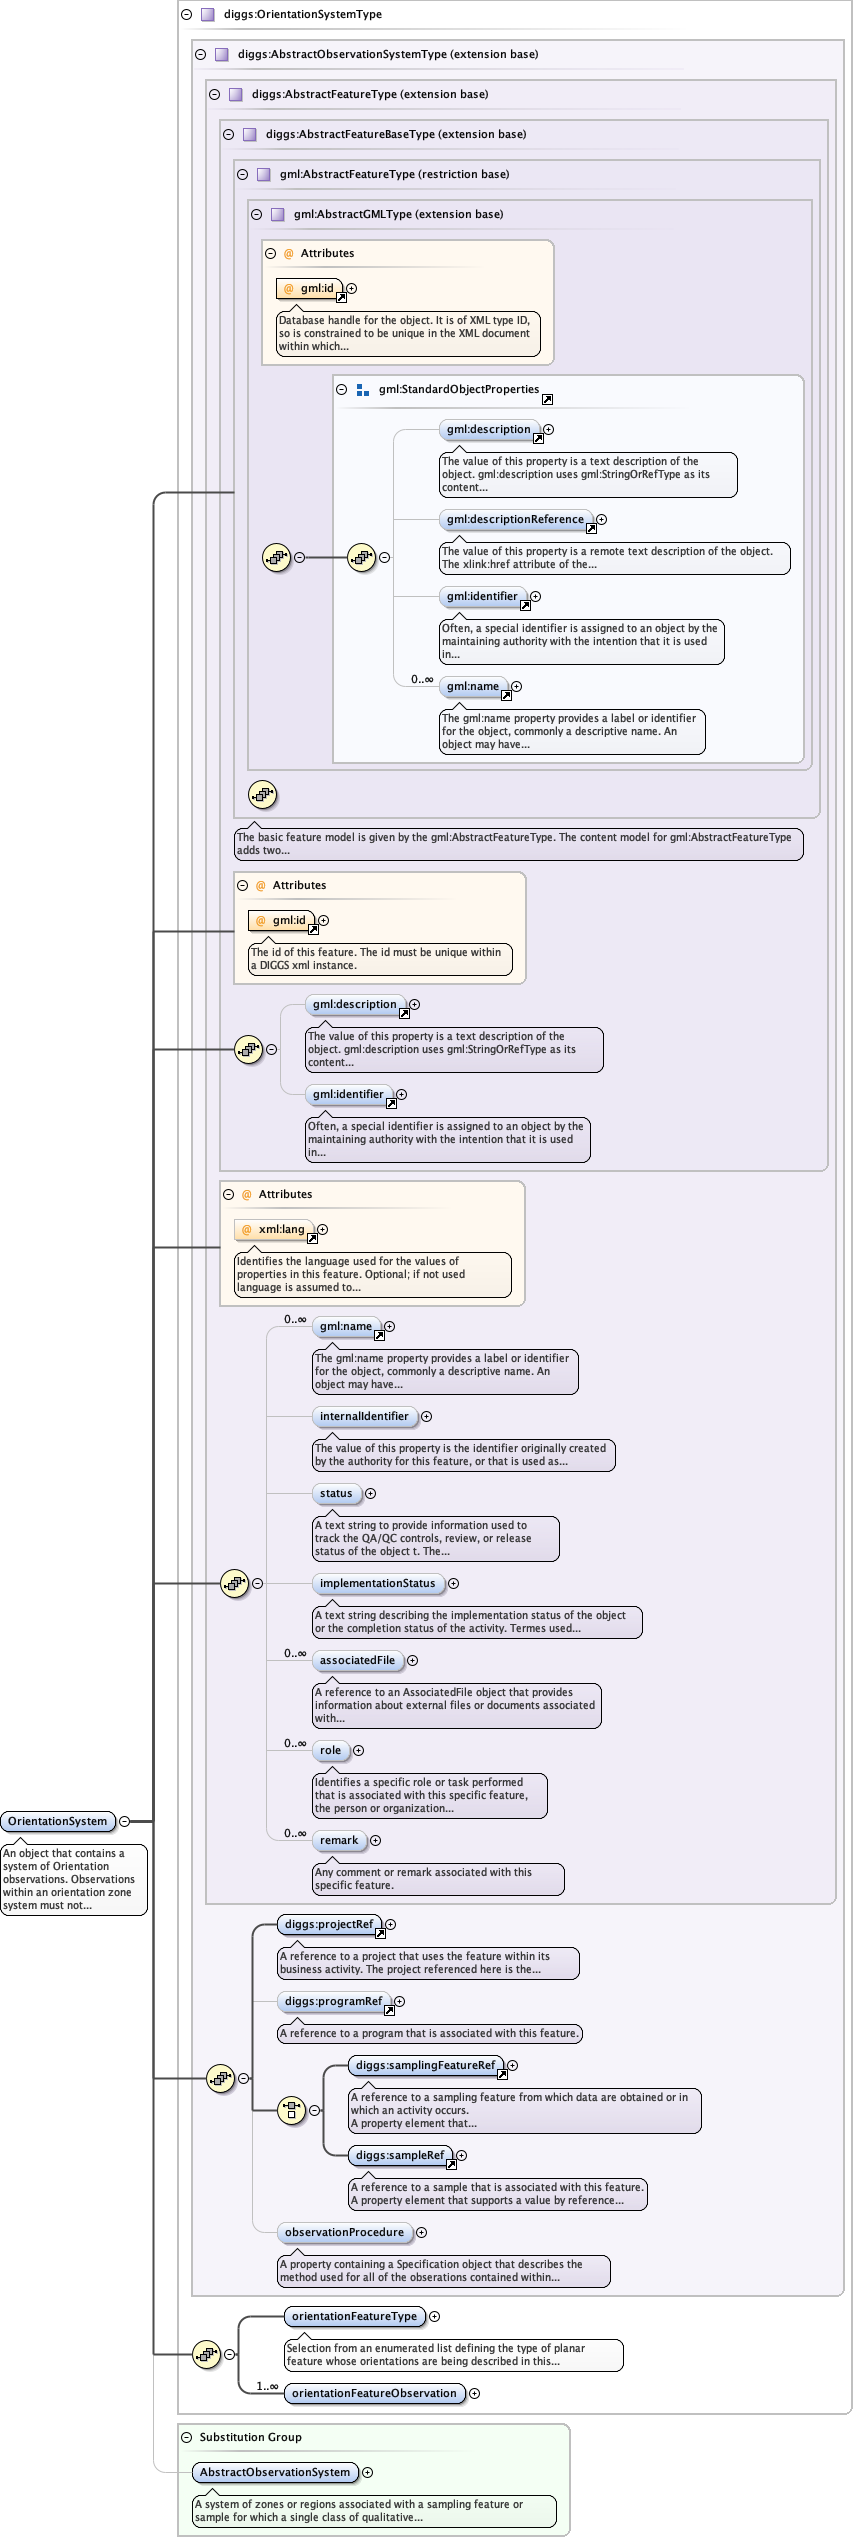 diggs:OrientationSystemType
diggs:AbstractObservationSystemType (extension base)
diggs:AbstractFeatureType (extension base)
diggs:AbstractFeatureBaseType (extension base)
gml:AbstractFeatureType (restriction base)
gml:AbstractGMLType (extension base)
@ Attributes
@ gml:id
Database handle for the object. It is of XML type ID,
so is constrained to be unique in the XML document
within which...
gml:StandardObjectProperties
gml:description
The value of this property is a text description of the
object. gml:description uses gml:StringOrRefType as its
content...
gml:descriptionReference
The value of this property is a remote text description of the object.
The xlink:href attribute of the...
gml:identifier
Often, a special identifier is assigned to an object by the
maintaining authority with the intention that it is used
in...
0..∞
gml:name
The gml:name property provides a label or identifier
for the object, commonly a descriptive name. An
object may have...
The basic feature model is given by the gml:AbstractFeatureType. The content model for gml:AbstractFeatureType
adds two...
@ Attributes
@ gml:id
The id of this feature. The id must be unique within
a DIGGS xml instance.
gml:description
The value of this property is a text description of the
object. gml:description uses gml:StringOrRefType as its
content...
gml:identifier
Often, a special identifier is assigned to an object by the
maintaining authority with the intention that it is used
in...
@ Attributes
@ xml:lang
Identifies the language used for the values of
properties in this feature. Optional; if not used
language is assumed to...
0..∞
gml:name
The gml:name property provides a label or identifier
for the object, commonly a descriptive name. An
object may have...
internalIdentifier
The value of this property is the identifier originally created
by the authority for this feature, or that is used as...
status
A text string to provide information used to
track the QA/QC controls, review, or release
status of the object t. The...
implementationStatus
A text string describing the implementation status of the object
or the completion status of the activity. Termes used...
0..∞
associatedFile
A reference to an AssociatedFile object that provides
information about external files or documents associated
with...
0..∞
role
Identifies a specific role or task performed
that is associated with this specific feature,
the person or organization...
0..∞
remark
Any comment or remark associated with this
specific feature.
OrientationSystem
An object that contains a
system of Orientation
observations. Observations
within an orientation zone
system must not...
diggs:projectRef
A reference to a project that uses the feature within its
business activity. The project referenced here is the...
diggs:programRef
A reference to a program that is associated with this feature.
diggs:samplingFeatureRef
A reference to a sampling feature from which data are obtained or in
which an activity occurs.
A property element that...
diggs:sampleRef
A reference to a sample that is associated with this feature.
A property element that supports a value by reference...
observationProcedure
A property containing a Specification object that describes the
method used for all of the obserations contained within...
orientationFeatureType
Selection from an enumerated list defining the type of planar
feature whose orientations are being described in this...
1..∞
orientationFeatureObservation
Substitution Group
AbstractObservationSystem
A system of zones or regions associated with a sampling feature or
sample for which a single class of qualitative...